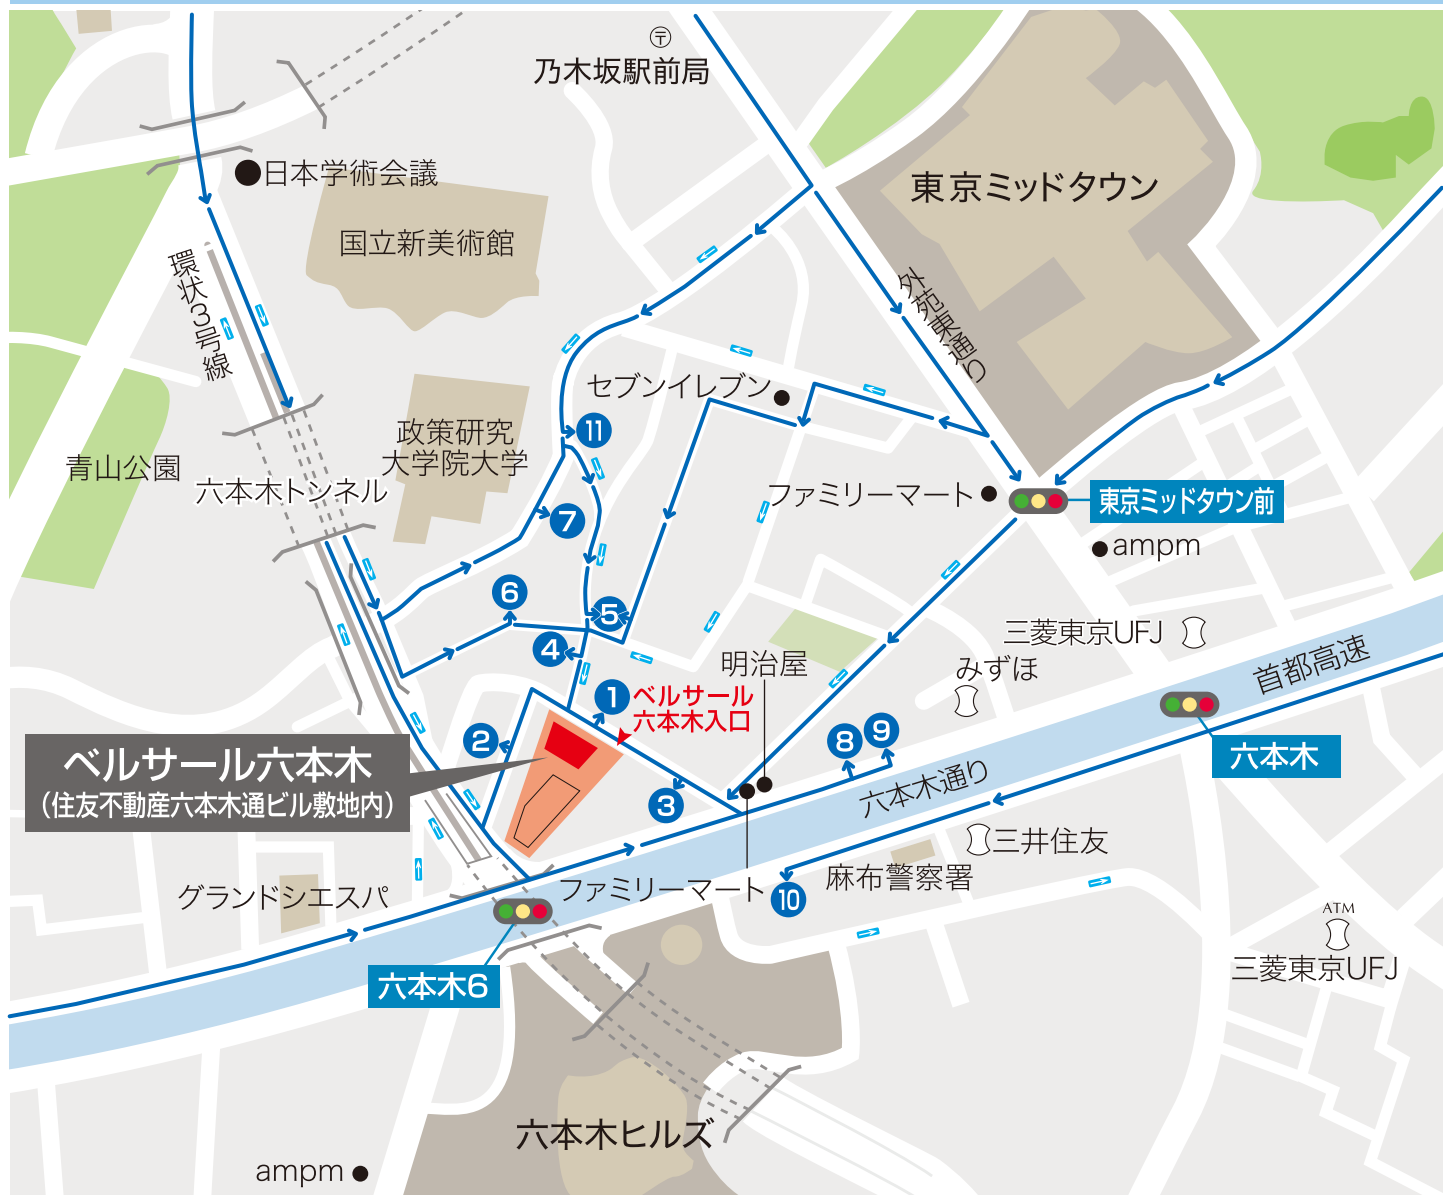 〒
乃木坂駅前局
日本学術会議
国立新美術館
東京ミッドタウン
環状3号線
外苑東通り
セブンイレブン
政策研究
大学院大学
11
青山公園
六本木トンネル
7
ファミリーマート
東京ミッドタウン前
ampm
6
5
4
三菱東京UFJ
明治屋
みずほ
首都高速
1
ベルサール
六本木入口
2
8
9
六本木
ベルサール六本木
(住友不動産六本木通ビル敷地内)
3
六本木通り
三井住友
グランドシエスパ
ファミリーマート
麻布警察署
10
ATM
三菱東京UFJ
六本木6
六本木ヒルズ
ampm